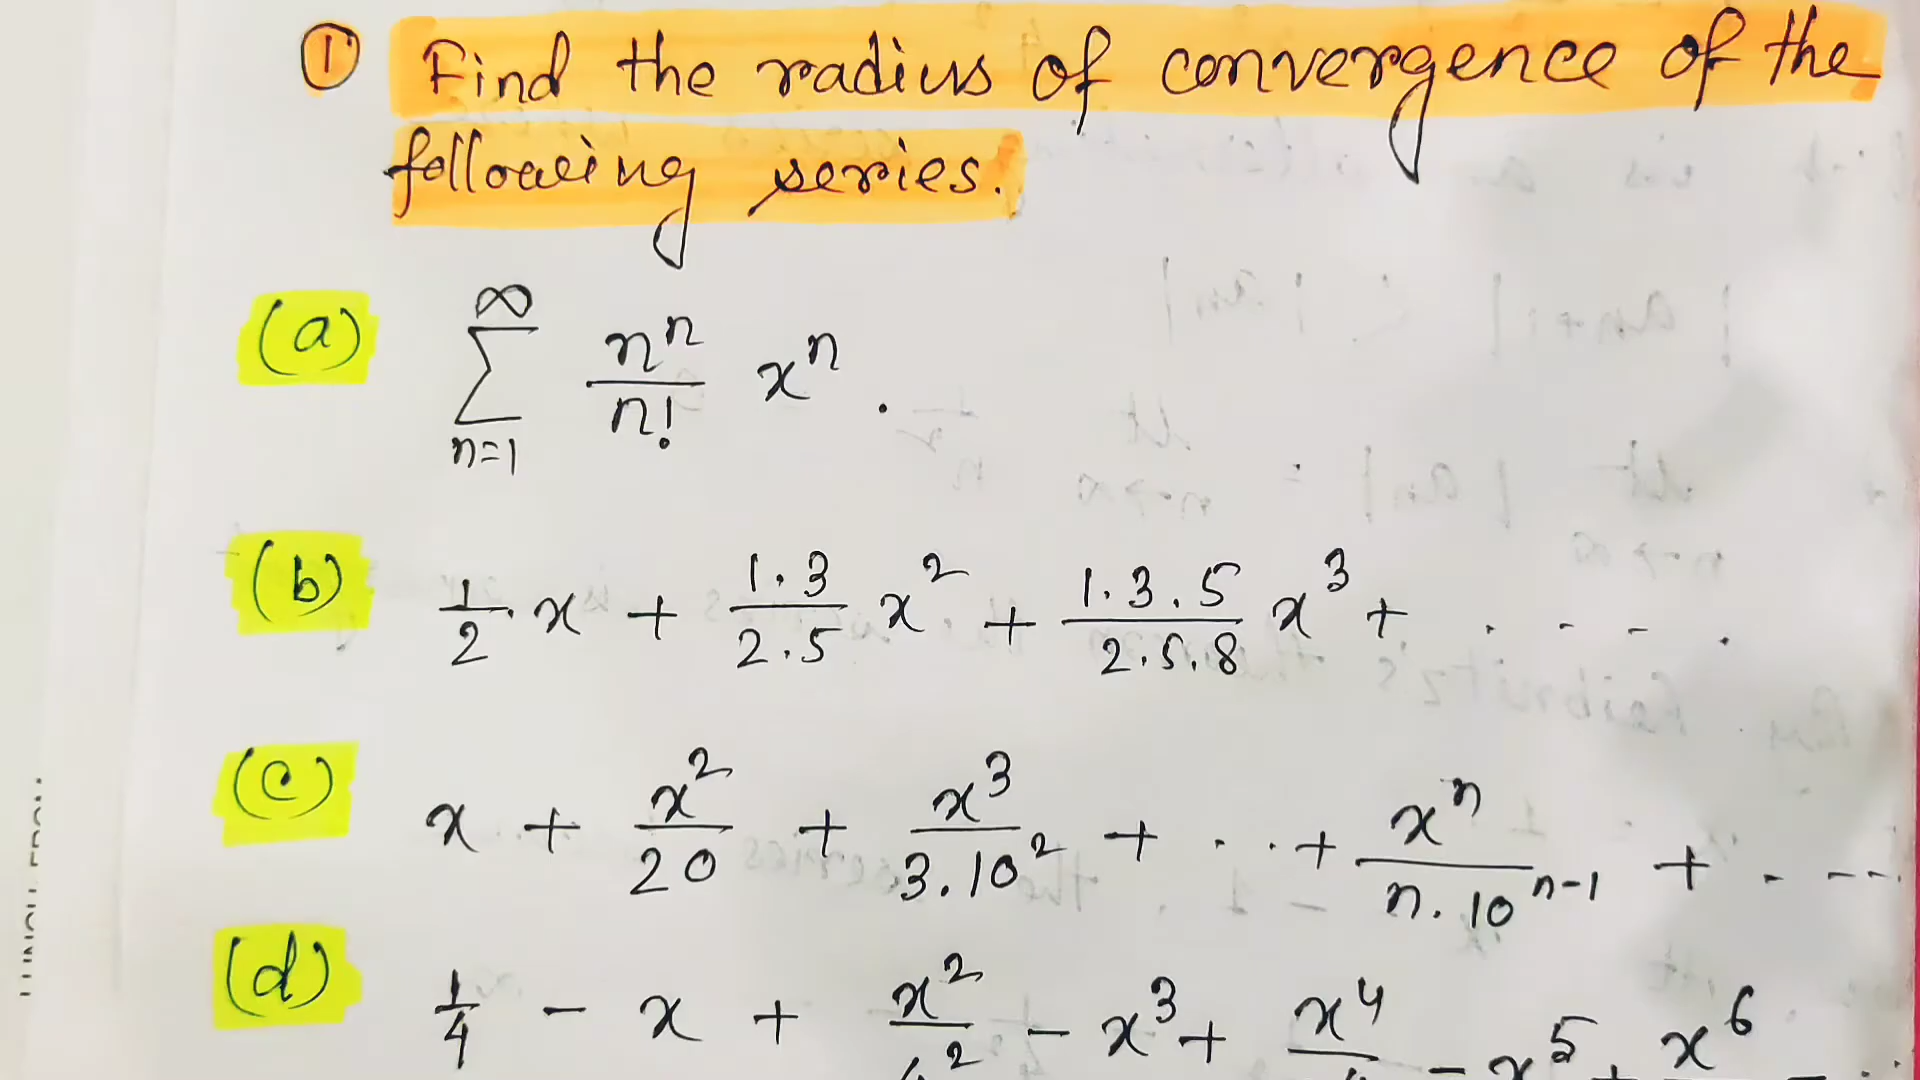 ① Find the radius of convergence of the
following series.
(a) ∞ ∑ n=1 n^n / n! x^n .
(b) 1/2 . x + 1.3 / 2.5 x^2 + 1.3.5 / 2.5.8 x^3 + . . . .
(c) x + x^2 / 20 + x^3 / 3.10^2 + . . + x^n / n.10^(n-1) + . ---
(d) 1/4 - x + x^2 / 4^2 - x^3 + x^4 / - x^5 + x^6